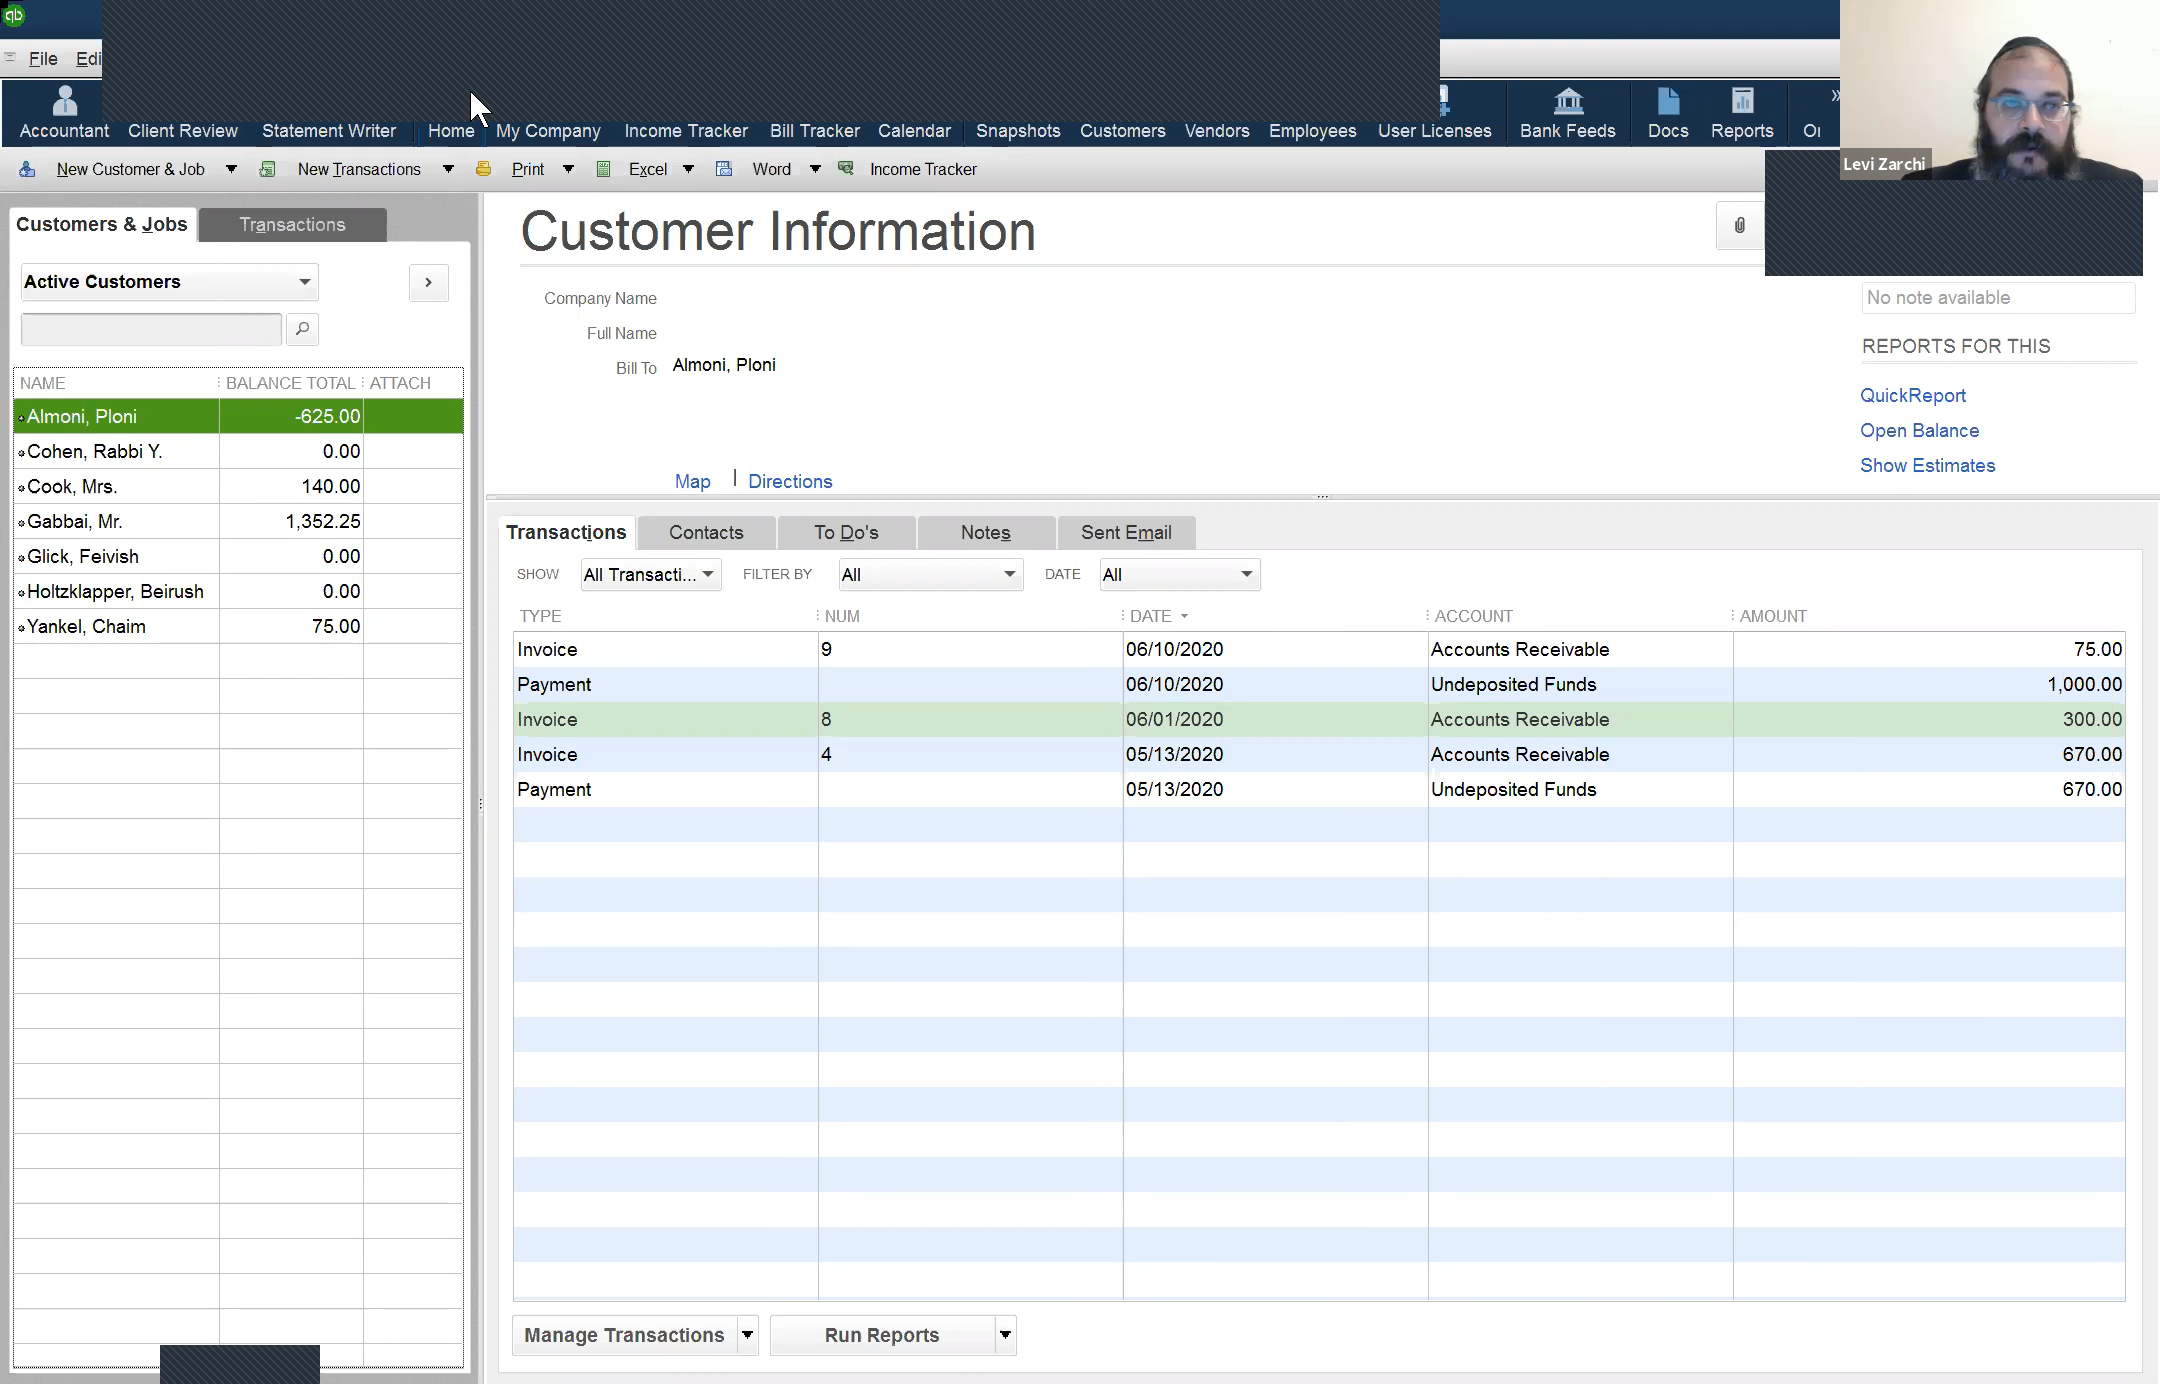 qb
File Edi
Accountant Client Review Statement Writer Home My Company Income Tracker Bill Tracker Calendar Snapshots Customers Vendors Employees User Licenses Bank Feeds Docs Reports
New Customer & Job New Transactions Print Excel Word Income Tracker
Levi Zarchi
Customers & Jobs Transactions
Active Customers
NAME BALANCE TOTAL ATTACH
Almoni, Ploni -625.00
Cohen, Rabbi Y. 0.00
Cook, Mrs. 140.00
Gabbai, Mr. 1,352.25
Glick, Feivish 0.00
Holtzklapper, Beirush 0.00
Yankel, Chaim 75.00
Customer Information
Company Name
Full Name
Bill To Almoni, Ploni
Map | Directions
No note available
REPORTS FOR THIS
QuickReport
Open Balance
Show Estimates
Transactions Contacts To Do's Notes Sent Email
SHOW All Transacti... FILTER BY All DATE All
TYPE NUM DATE ACCOUNT AMOUNT
Invoice 9 06/10/2020 Accounts Receivable 75.00
Payment 06/10/2020 Undeposited Funds 1,000.00
Invoice 8 06/01/2020 Accounts Receivable 300.00
Invoice 4 05/13/2020 Accounts Receivable 670.00
Payment 05/13/2020 Undeposited Funds 670.00
Manage Transactions Run Reports